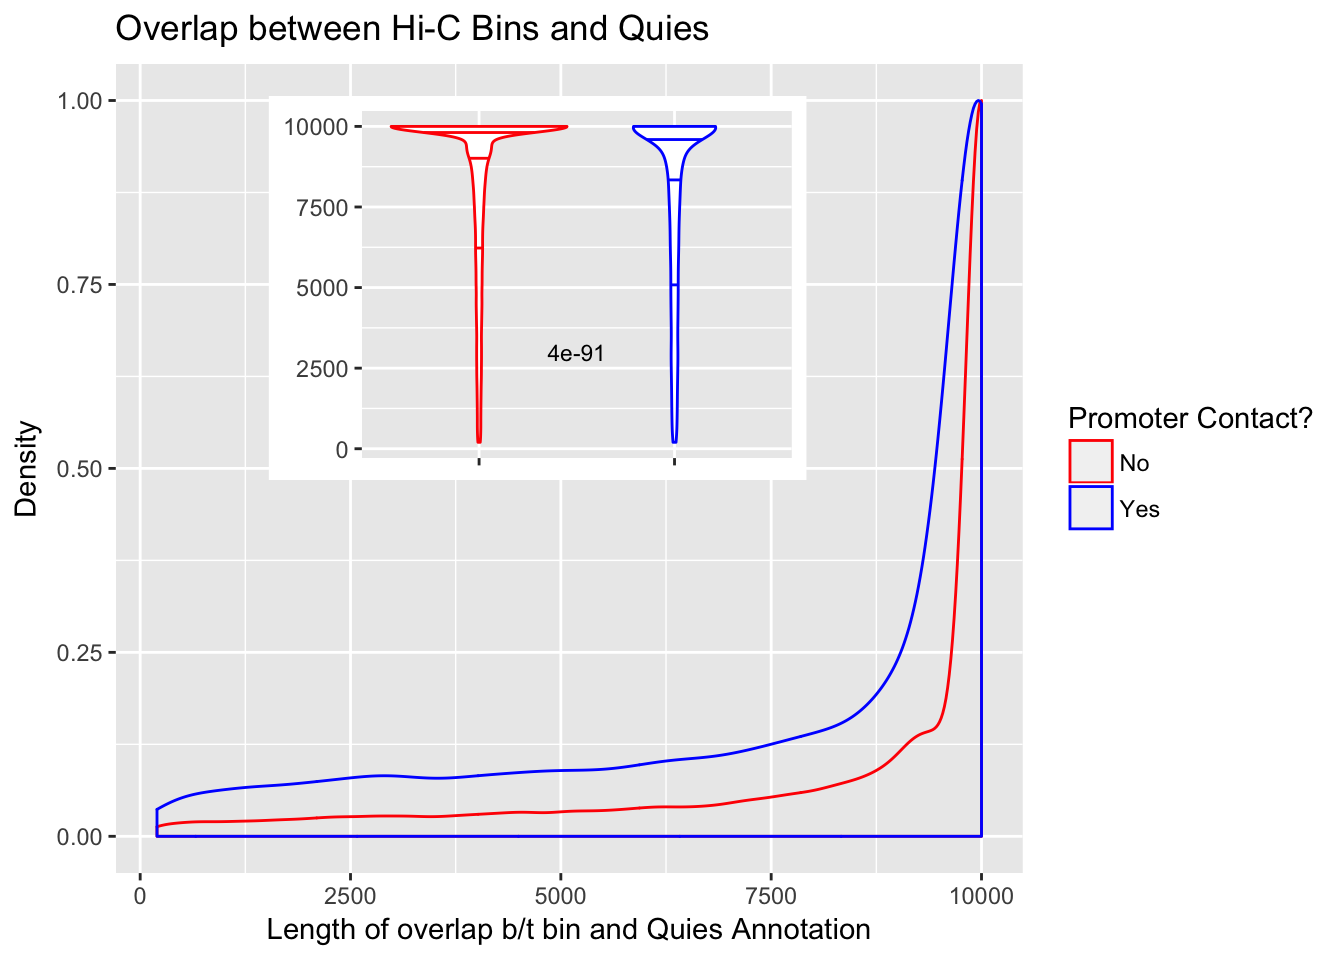 Overlap between Hi-C Bins and Quies
1.00
0.75
0.50
0.25
0.00
Density
10000
7500
5000
2500
0
4e-91
0
2500
5000
7500
10000
Length of overlap b/t bin and Quies Annotation
Promoter Contact?
No
Yes